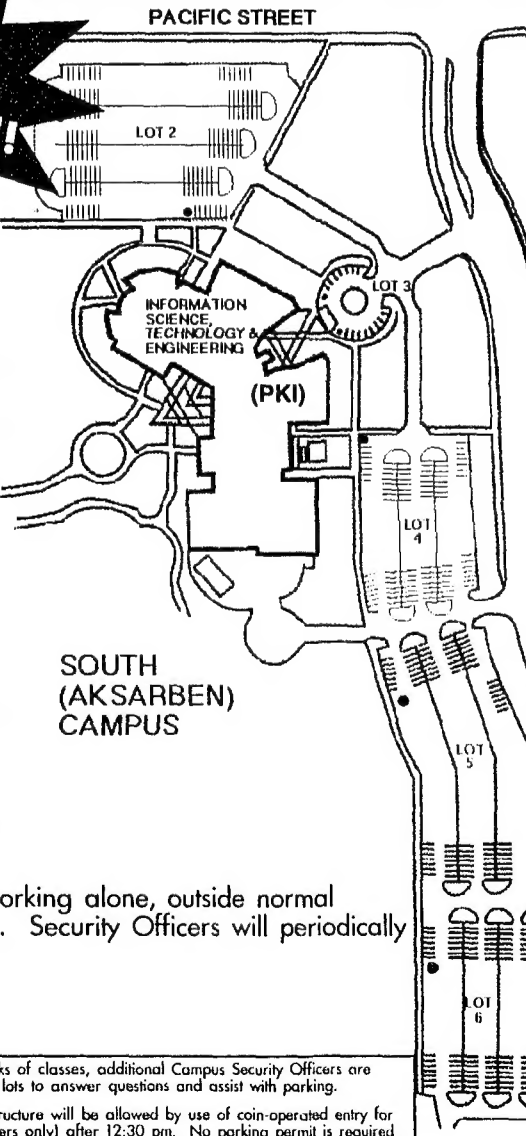 PACIFIC STREET
LOT 2
LOT 3
INFORMATION
SCIENCE,
TECHNOLOGY &
ENGINEERING
(PKI)
LOT
4
SOUTH
(AKSARBEN)
CAMPUS
LOT
5
orking alone, outside normal
. Security Officers will periodically
LOT
6
ks of classes, additional Campus Security Officers are
lots to answer questions and assist with parking.
ructure will be allowed by use of coin-operated entry for
ers only) after 12:30 pm. No parking permit is required